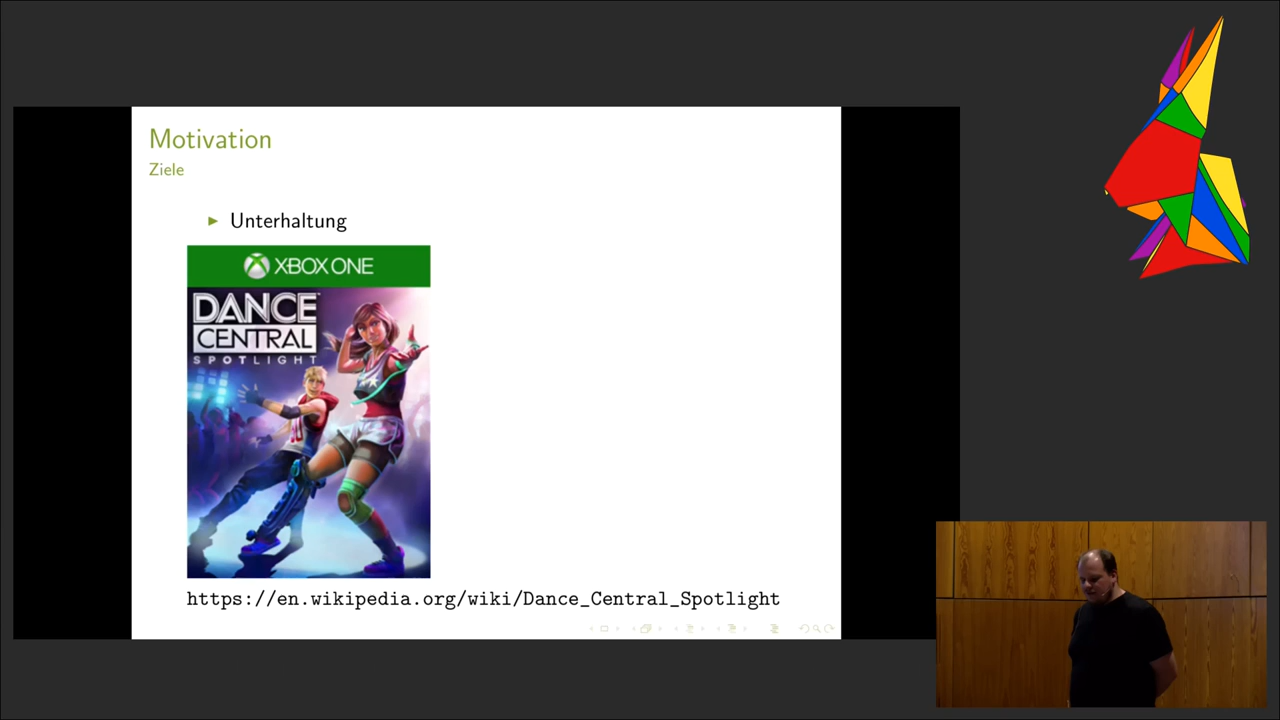 Motivation
Ziele
Unterhaltung
XBOX ONE
DANCE
CENTRAL
SPOTLIGHT
https://en.wikipedia.org/wiki/Dance_Central_Spotlight